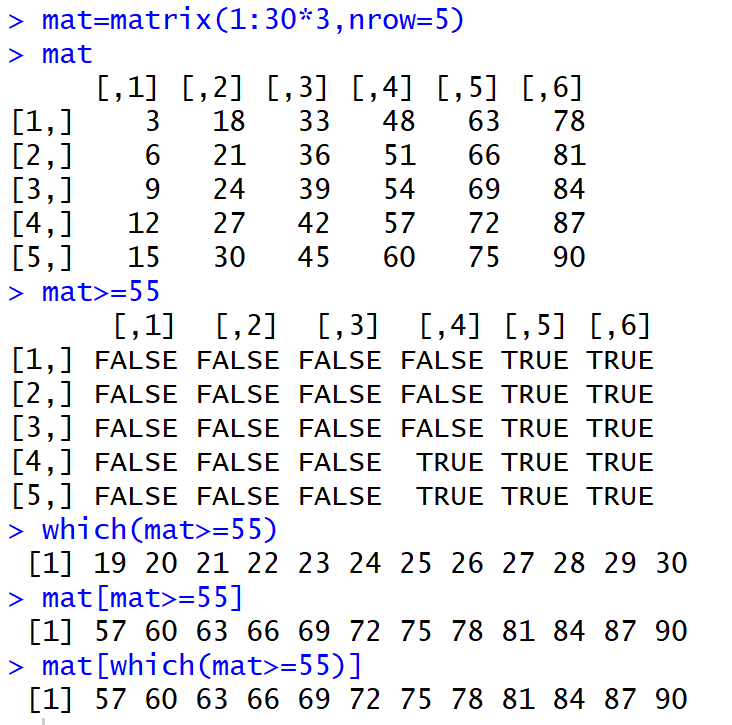 > mat=matrix(1:30*3,nrow=5)
> mat
     [,1] [,2] [,3] [,4] [,5] [,6]
[1,]    3   18   33   48   63   78
[2,]    6   21   36   51   66   81
[3,]    9   24   39   54   69   84
[4,]   12   27   42   57   72   87
[5,]   15   30   45   60   75   90
> mat>=55
      [,1]  [,2]  [,3]  [,4] [,5] [,6]
[1,] FALSE FALSE FALSE FALSE TRUE TRUE
[2,] FALSE FALSE FALSE FALSE TRUE TRUE
[3,] FALSE FALSE FALSE FALSE TRUE TRUE
[4,] FALSE FALSE FALSE  TRUE TRUE TRUE
[5,] FALSE FALSE FALSE  TRUE TRUE TRUE
> which(mat>=55)
 [1] 19 20 21 22 23 24 25 26 27 28 29 30
> mat[mat>=55]
 [1] 57 60 63 66 69 72 75 78 81 84 87 90
> mat[which(mat>=55)]
 [1] 57 60 63 66 69 72 75 78 81 84 87 90